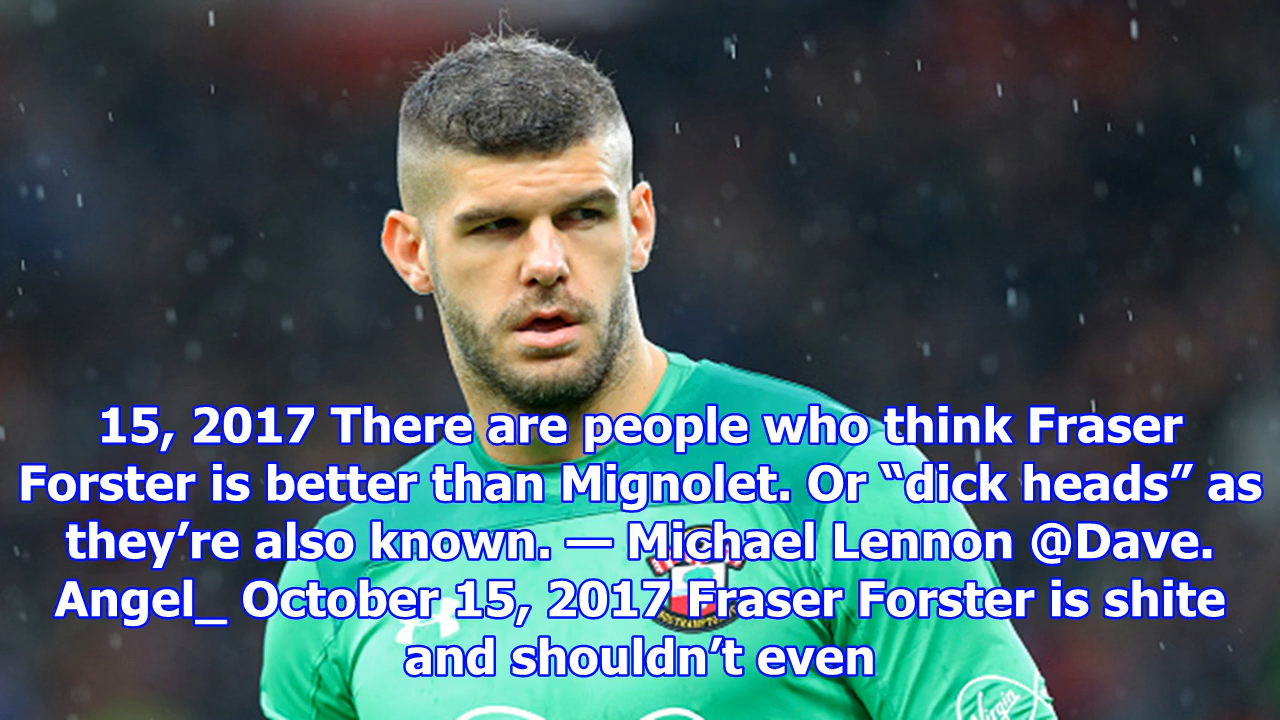 15, 2017 There are people who think Fraser
Forster is better than Mignolet. Or “dick heads” as
they’re also known. — Michael Lennon @Dave.
Angel_ October 15, 2017 Fraser Forster is shite
and shouldn’t even
Virgin